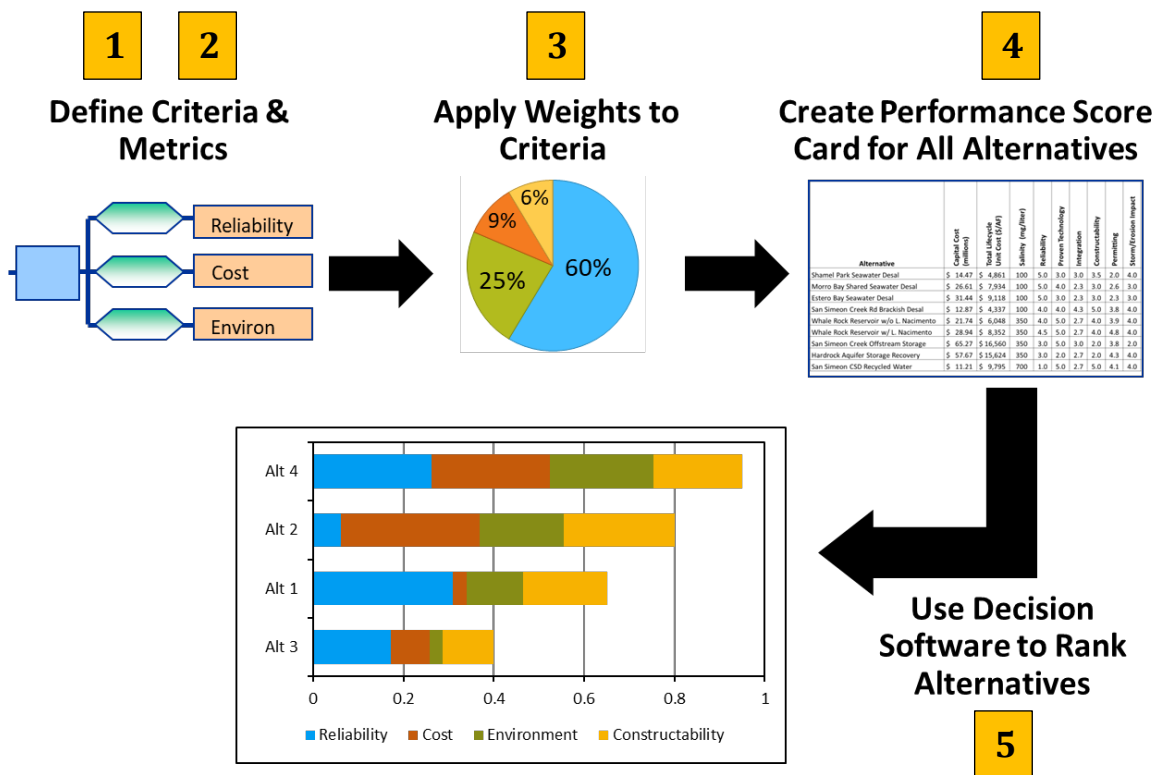 1 2
Define Criteria &
Metrics
Reliability
Cost
Environ
3
Apply Weights to
Criteria
6%
9%
25%
60%
4
Create Performance Score
Card for All Alternatives
Alternative
Capital Cost
(millions)
Total Lifecycle
Unit Cost ($/AF)
Salinity (mg/liter)
Reliability
Proven Technology
Integration
Constructability
Permitting
Storm/Erosion Impact
Shamel Park Seawater Desal $ 14.47 $ 4,861 100 5.0 3.0 3.0 3.5 2.0 4.0
Morro Bay Shared Seawater Desal $ 26.61 $ 7,934 100 5.0 4.0 2.3 3.0 2.6 3.0
Estero Bay Seawater Desal $ 31.44 $ 9,118 100 5.0 3.0 2.3 3.0 2.3 3.0
San Simeon Creek Rd Brackish Desal $ 12.87 $ 4,337 100 4.0 4.0 4.3 5.0 3.8 4.0
Whale Rock Reservoir w/o L. Nacimento $ 21.74 $ 6,048 350 4.0 5.0 2.7 4.0 3.9 4.0
Whale Rock Reservoir w/ L. Nacimento $ 28.94 $ 8,352 350 4.5 5.0 2.7 4.0 4.8 4.0
San Simeon Creek Offstream Storage $ 65.27 $16,560 350 3.0 5.0 3.0 2.0 3.8 2.0
Hardrock Aquifer Storage Recovery $ 57.67 $15,624 350 3.0 2.0 2.7 2.0 4.3 4.0
San Simeon CSD Recycled Water $ 11.21 $ 9,795 700 1.0 5.0 2.7 5.0 4.1 4.0
Use Decision
Software to Rank
Alternatives
5
Alt 4
Alt 2
Alt 1
Alt 3
0 0.2 0.4 0.6 0.8 1
Reliability Cost Environment Constructability